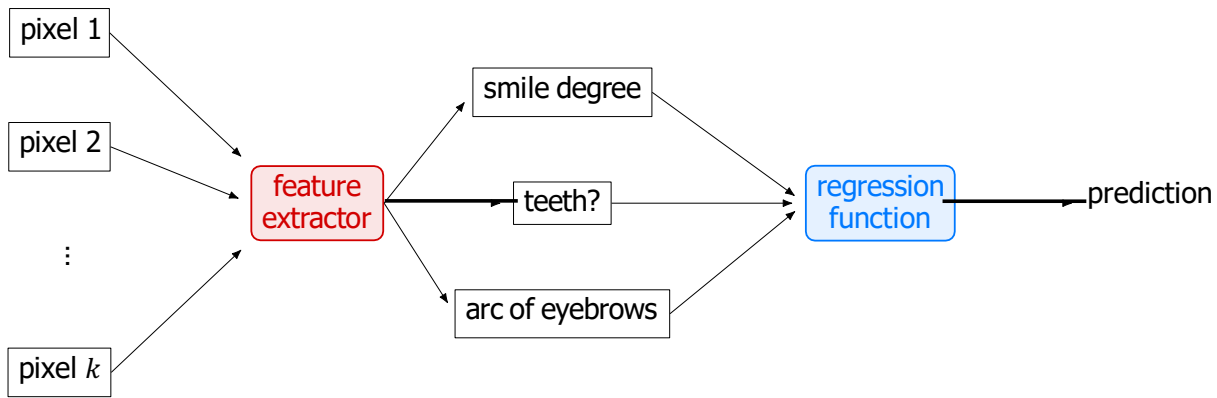 pixel 1
pixel 2
⋮
pixel k
feature
extractor
smile degree
teeth?
arc of eyebrows
regression
function
prediction